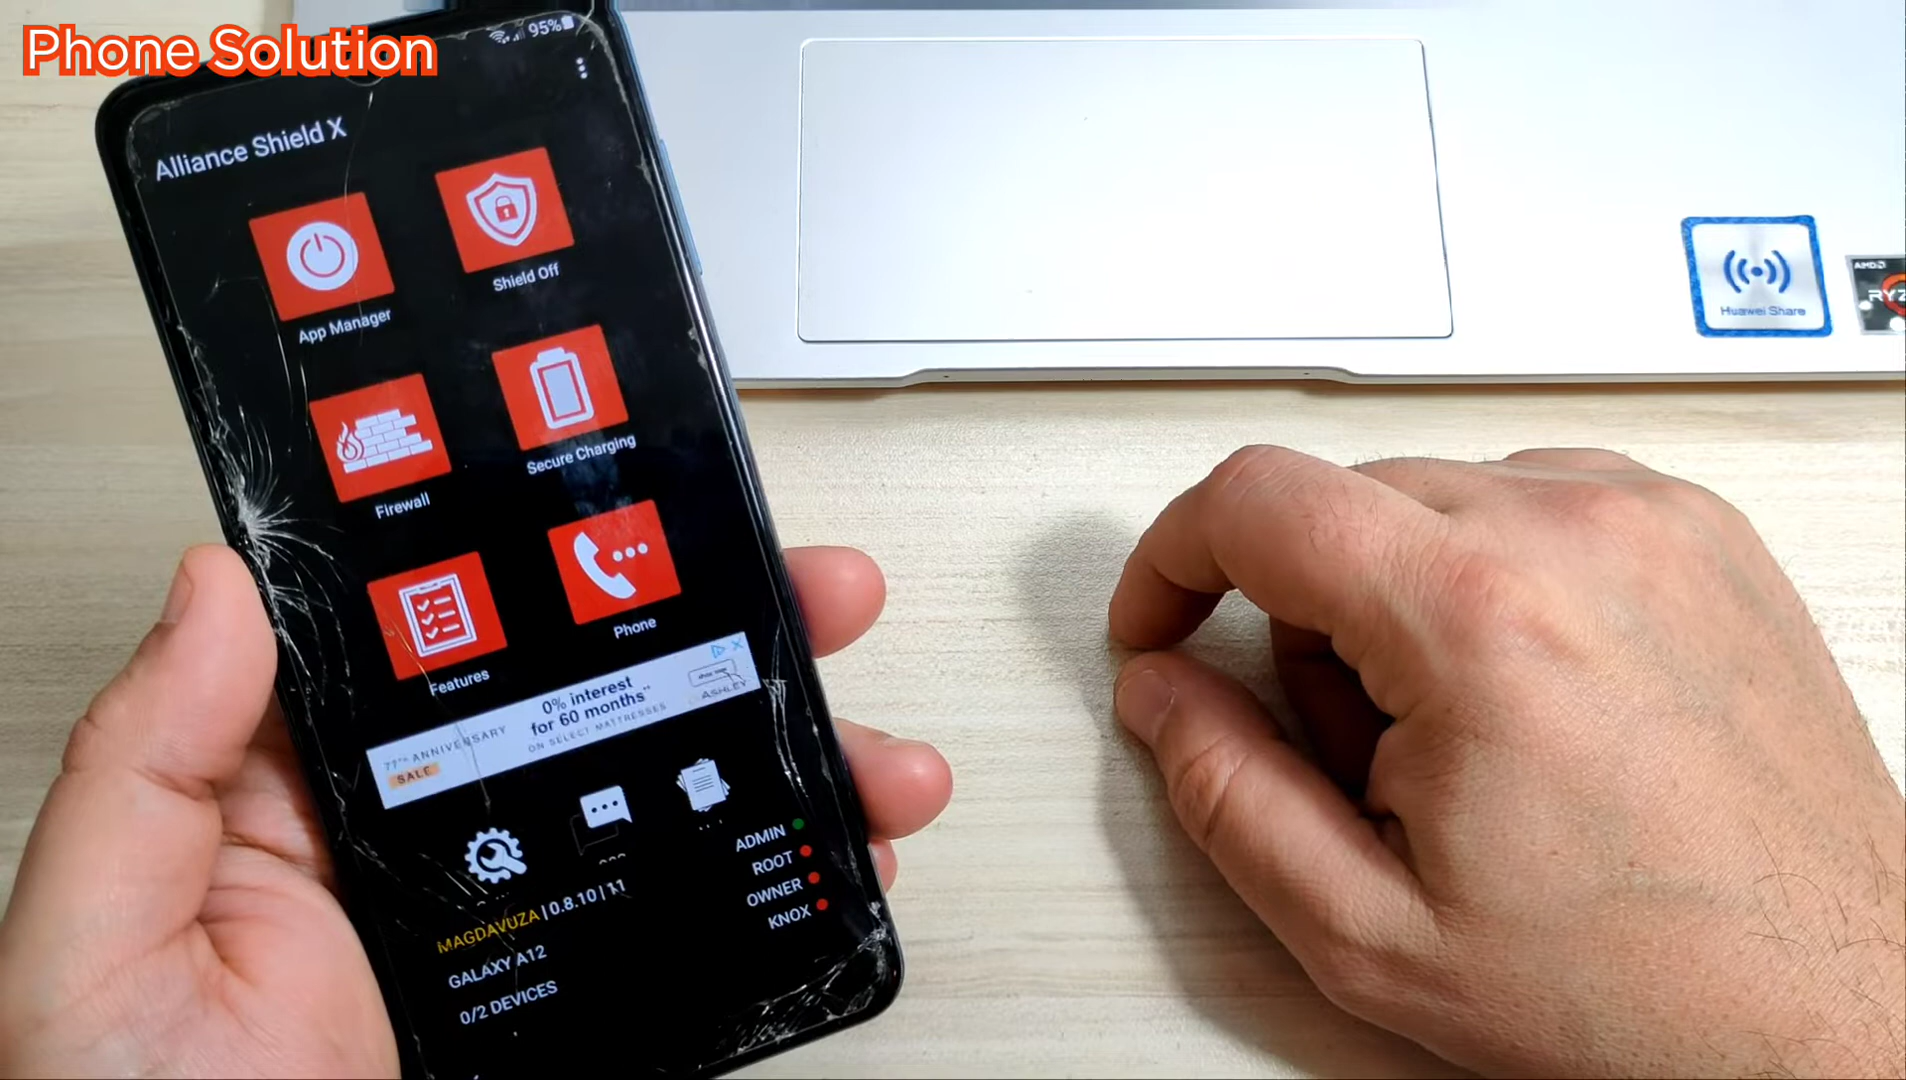 Phone Solution
95%
Alliance Shield X
App Manager
Shield Off
Firewall
Secure Charging
Features
Phone
77TH ANNIVERSARY
SALE
0% interest
for 60 months**
ON SELECT MATTRESSES
ASHLEY
ADMIN
ROOT
OWNER
KNOX
MAGDAVUZA | 0.8.10 | 11
GALAXY A12
0/2 DEVICES
Huawei Share
AMD